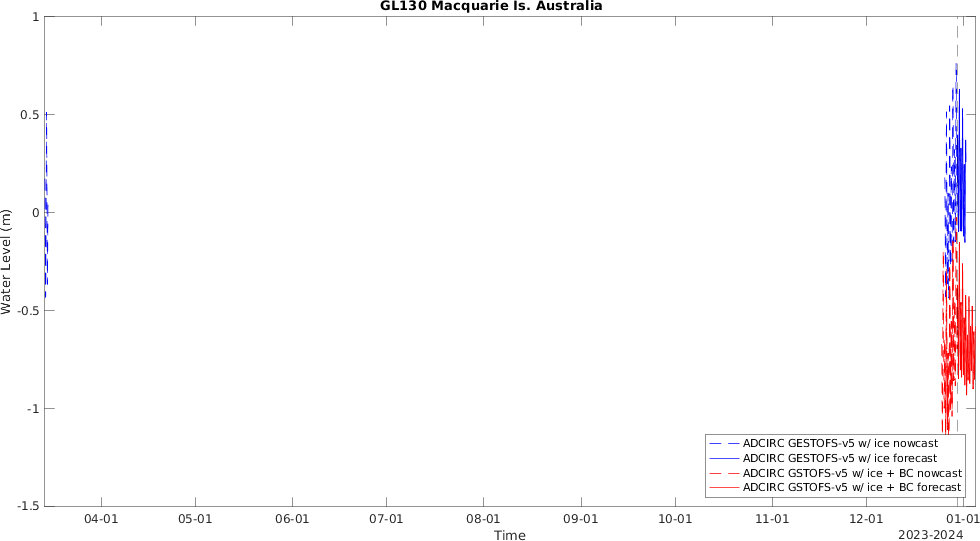 GL130 Macquarie Is. Australia
1
0.5
0
-0.5
-1
-1.5
Water Level (m)
ADCIRC GESTOFS-v5 w/ ice nowcast
ADCIRC GESTOFS-v5 w/ ice forecast
ADCIRC GSTOFS-v5 w/ ice + BC nowcast
ADCIRC GSTOFS-v5 w/ ice + BC forecast
04-01 05-01 06-01 07-01 08-01 09-01 10-01 11-01 12-01 01-01
Time
2023-2024